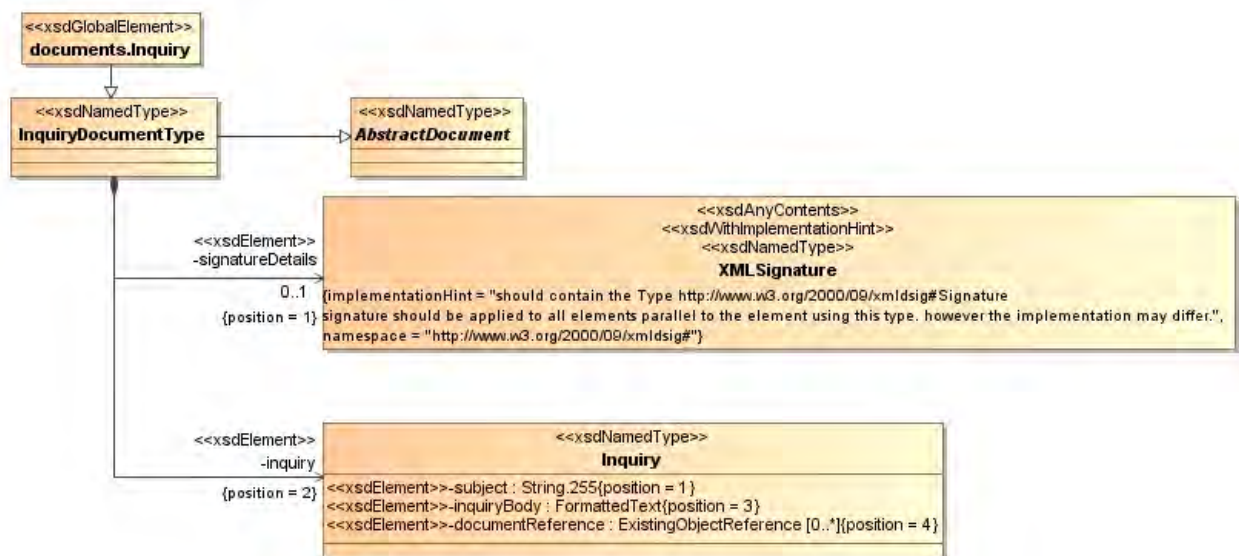 <<xsdGlobalElement>>
documents.Inquiry
<<xsdNamedType>>
InquiryDocumentType
<<xsdNamedType>>
AbstractDocument
<<xsdElement>>
-signatureDetails
0..1
{position = 1}
<<xsdAnyContents>>
<<xsdWithImplementationHint>>
<<xsdNamedType>>
XMLSignature
{implementationHint = "should contain the Type http://www.w3.org/2000/09/xmldsig#Signature
signature should be applied to all elements parallel to the element using this type. however the implementation may differ.",
namespace = "http://www.w3.org/2000/09/xmldsig#"}
<<xsdElement>>
-inquiry
{position = 2}
<<xsdNamedType>>
Inquiry
<<xsdElement>>-subject : String.255{position = 1}
<<xsdElement>>-inquiryBody : FormattedText{position = 3}
<<xsdElement>>-documentReference : ExistingObjectReference [0..*]{position = 4}